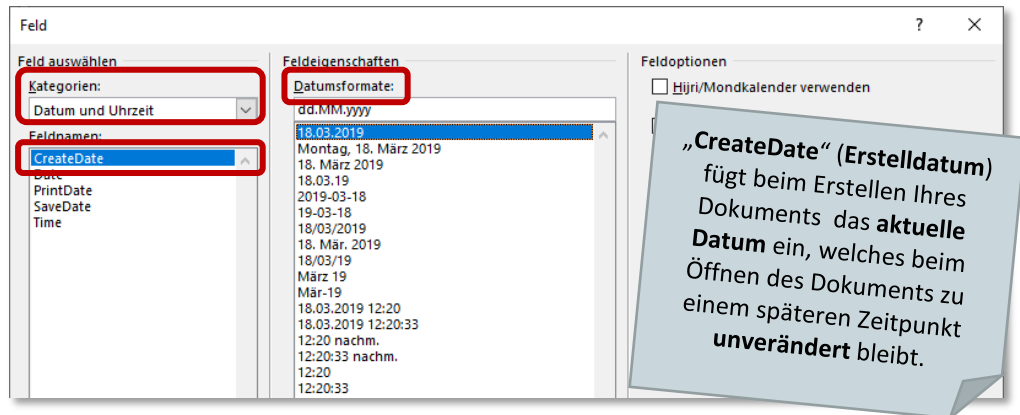 Feld ? ×
Feld auswählen
Kategorien:
Datum und Uhrzeit
Feldnamen:
CreateDate
Date
PrintDate
SaveDate
Time
Feldeigenschaften
Datumsformate:
dd.MM.yyyy
18.03.2019
Montag, 18. März 2019
18. März 2019
18.03.19
2019-03-18
19-03-18
18/03/2019
18. Mär. 2019
18/03/19
März 19
Mär-19
18.03.2019 12:20
18.03.2019 12:20:33
12:20 nachm.
12:20:33 nachm.
12:20
12:20:33
Feldoptionen
Hijri/Mondkalender verwenden
„CreateDate“ (Erstelldatum)
fügt beim Erstellen Ihres
Dokuments das aktuelle
Datum ein, welches beim
Öffnen des Dokuments zu
einem späteren Zeitpunkt
unverändert bleibt.